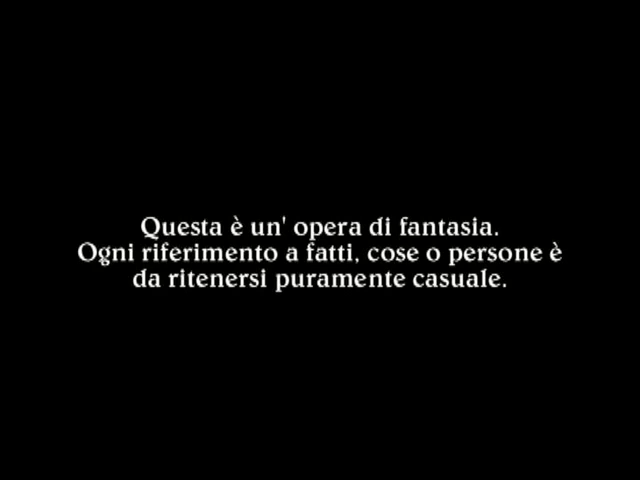 Questa è un' opera di fantasia.
Ogni riferimento a fatti, cose o persone è
da ritenersi puramente casuale.